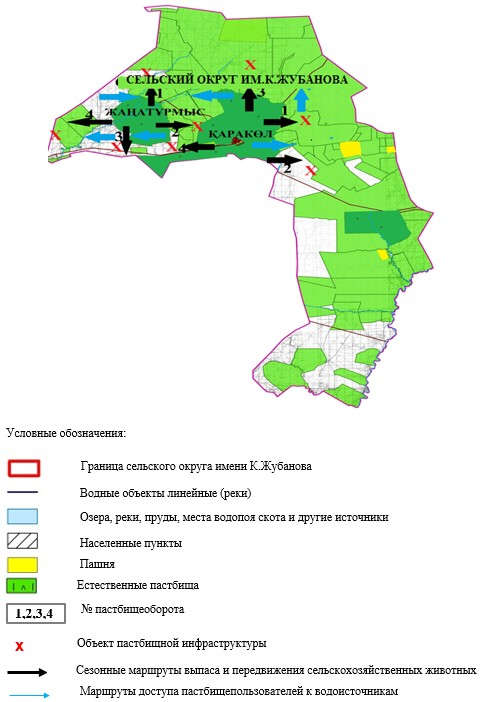 X
X
СЕЛЬСКИЙ ОКРУГ ИМ.К.ЖУБАНОВА
1
3
ЖАҢАТУРМЫС
4
1
X
2
X
X
ҚАРАКӨЛ
3
X
X
4
2
X
Условные обозначения:
Граница сельского округа имени К.Жубанова
Водные объекты линейные (реки)
Озера, реки, пруды, места водопоя скота и другие источники
Населенные пункты
Пашня
Естественные пастбища
1,2,3,4 № пастбищеоборота
X Объект пастбищной инфраструктуры
Сезонные маршруты выпаса и передвижения сельскохозяйственных животных
Маршруты доступа пастбищепользователей к водоисточникам